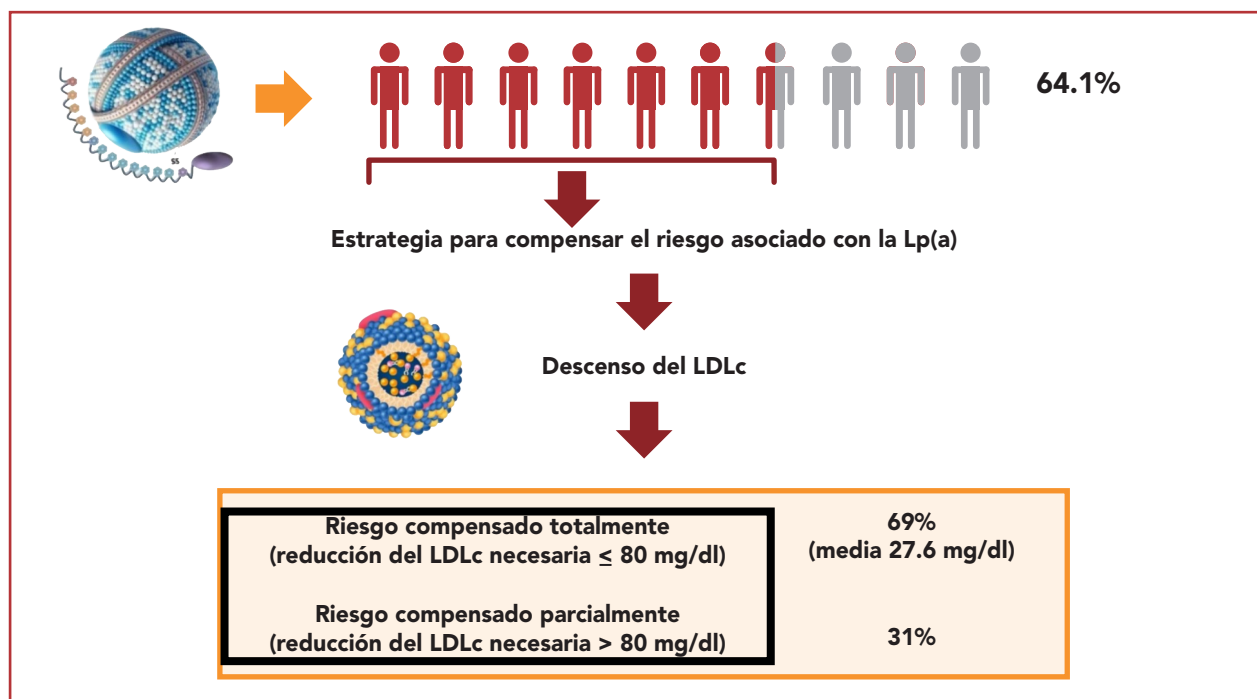 64.1%
ss
Estrategia para compensar el riesgo asociado con la Lp(a)
Descenso del LDLc
Riesgo compensado totalmente
(reducción del LDLc necesaria ≤ 80 mg/dl)
69%
(media 27.6 mg/dl)
Riesgo compensado parcialmente
(reducción del LDLc necesaria > 80 mg/dl)
31%